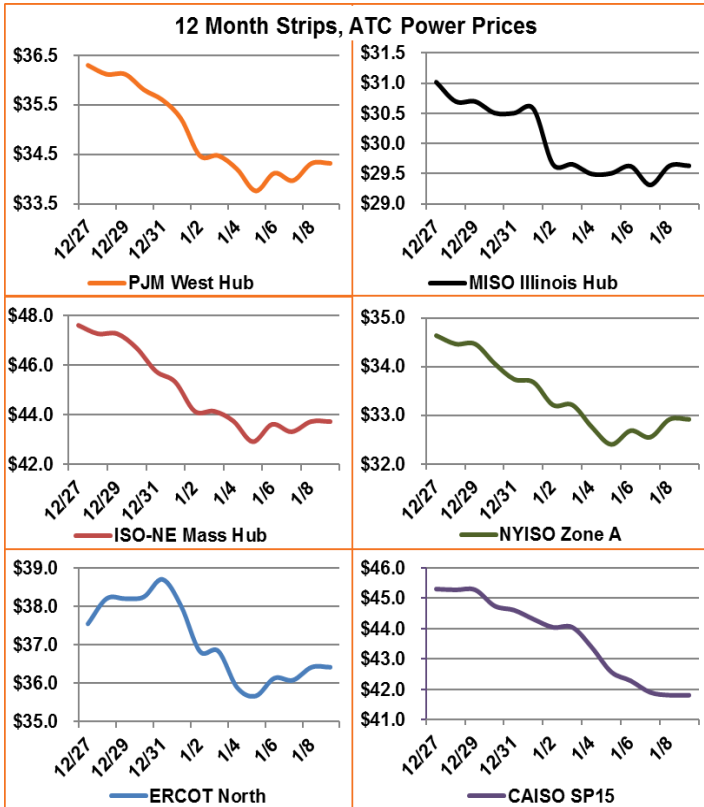 12 Month Strips, ATC Power Prices
$36.5
$35.5
$34.5
$33.5
12/27 12/29 12/31 1/2 1/4 1/6 1/8
PJM West Hub
$31.5
$31.0
$30.5
$30.0
$29.5
$29.0
12/27 12/29 12/31 1/2 1/4 1/6 1/8
MISO Illinois Hub
$48.0
$46.0
$44.0
$42.0
12/27 12/29 12/31 1/2 1/4 1/6 1/8
ISO-NE Mass Hub
$35.0
$34.0
$33.0
$32.0
12/27 12/29 12/31 1/2 1/4 1/6 1/8
NYISO Zone A
$39.0
$38.0
$37.0
$36.0
$35.0
12/27 12/29 12/31 1/2 1/4 1/6 1/8
ERCOT North
$46.0
$45.0
$44.0
$43.0
$42.0
$41.0
12/27 12/29 12/31 1/2 1/4 1/6 1/8
CAISO SP15